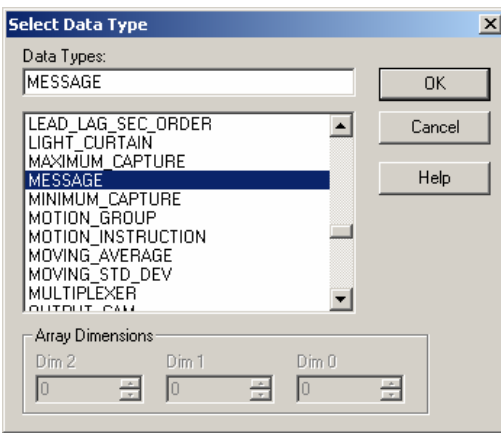 Select Data Type
Data Types:
MESSAGE
OK
LEAD_LAG_SEC_ORDER
LIGHT_CURTAIN
MAXIMUM_CAPTURE
MESSAGE
MINIMUM_CAPTURE
MOTION_GROUP
MOTION_INSTRUCTION
MOVING_AVERAGE
MOVING_STD_DEV
MULTIPLEXER
OUTPUT_CAM
Cancel
Help
Array Dimensions
Dim 2 Dim 1 Dim 0
0 0 0